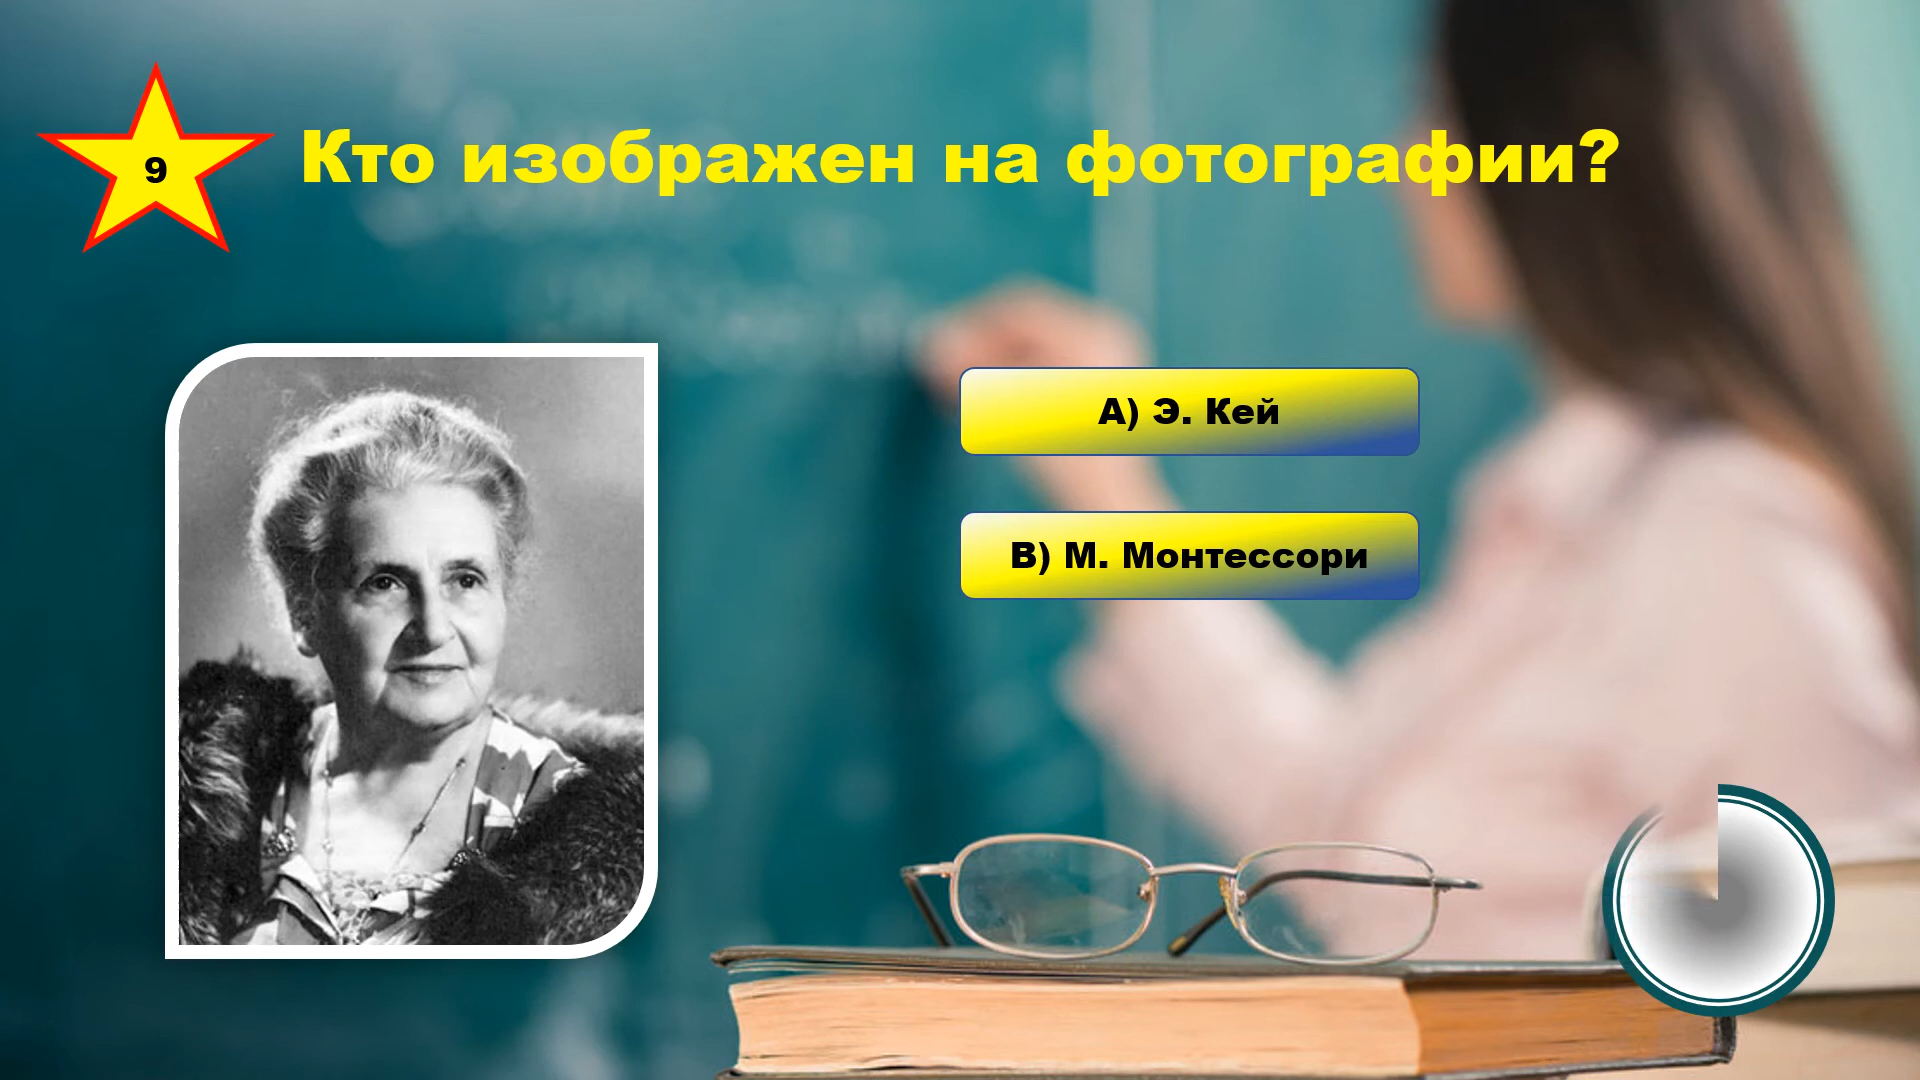 9
Кто изображен на фотографии?
А) Э. Кей
В) М. Монтессори